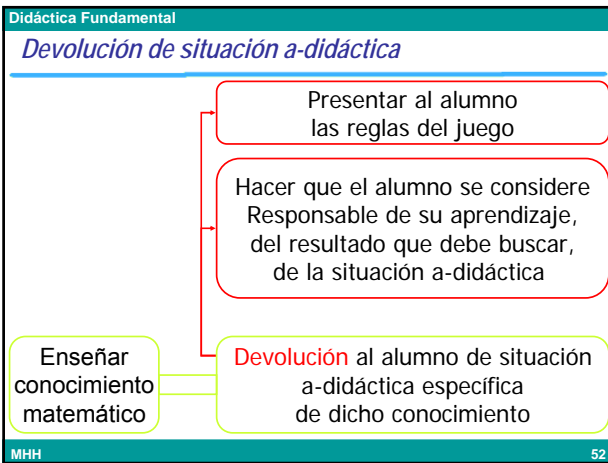 Didáctica Fundamental
Devolución de situación a-didáctica
Presentar al alumno
las reglas del juego
Hacer que el alumno se considere
Responsable de su aprendizaje,
del resultado que debe buscar,
de la situación a-didáctica
Enseñar
conocimiento
matemático
Devolución al alumno de situación
a-didáctica específica
de dicho conocimiento
MHH
52